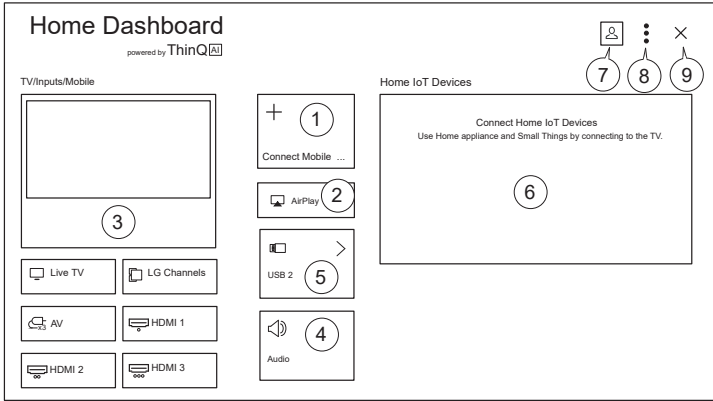 Home Dashboard
powered by ThinQ AI
7 8 9
TV/Inputs/Mobile
Home IoT Devices
1
Connect Mobile ...
Connect Home IoT Devices
Use Home appliance and Small Things by connecting to the TV.
AirPlay 2
3
6
USB 2 5
Live TV
LG Channels
AV x3
HDMI 1
4
Audio
HDMI 2
HDMI 3